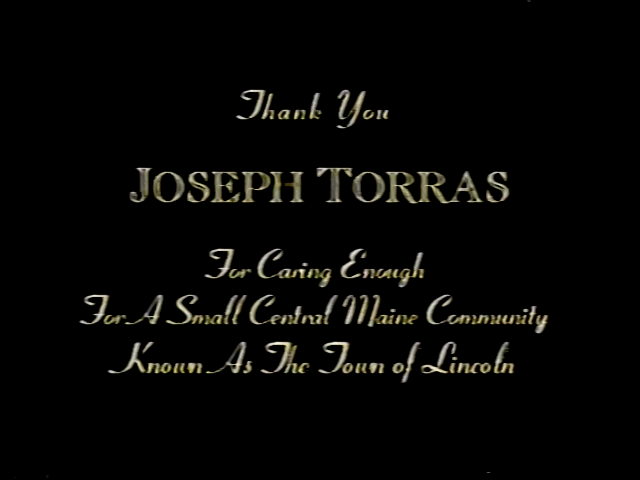 Thank You
JOSEPH TORRAS
For Caring Enough
For A Small Central Maine Community
Known As The Town of Lincoln